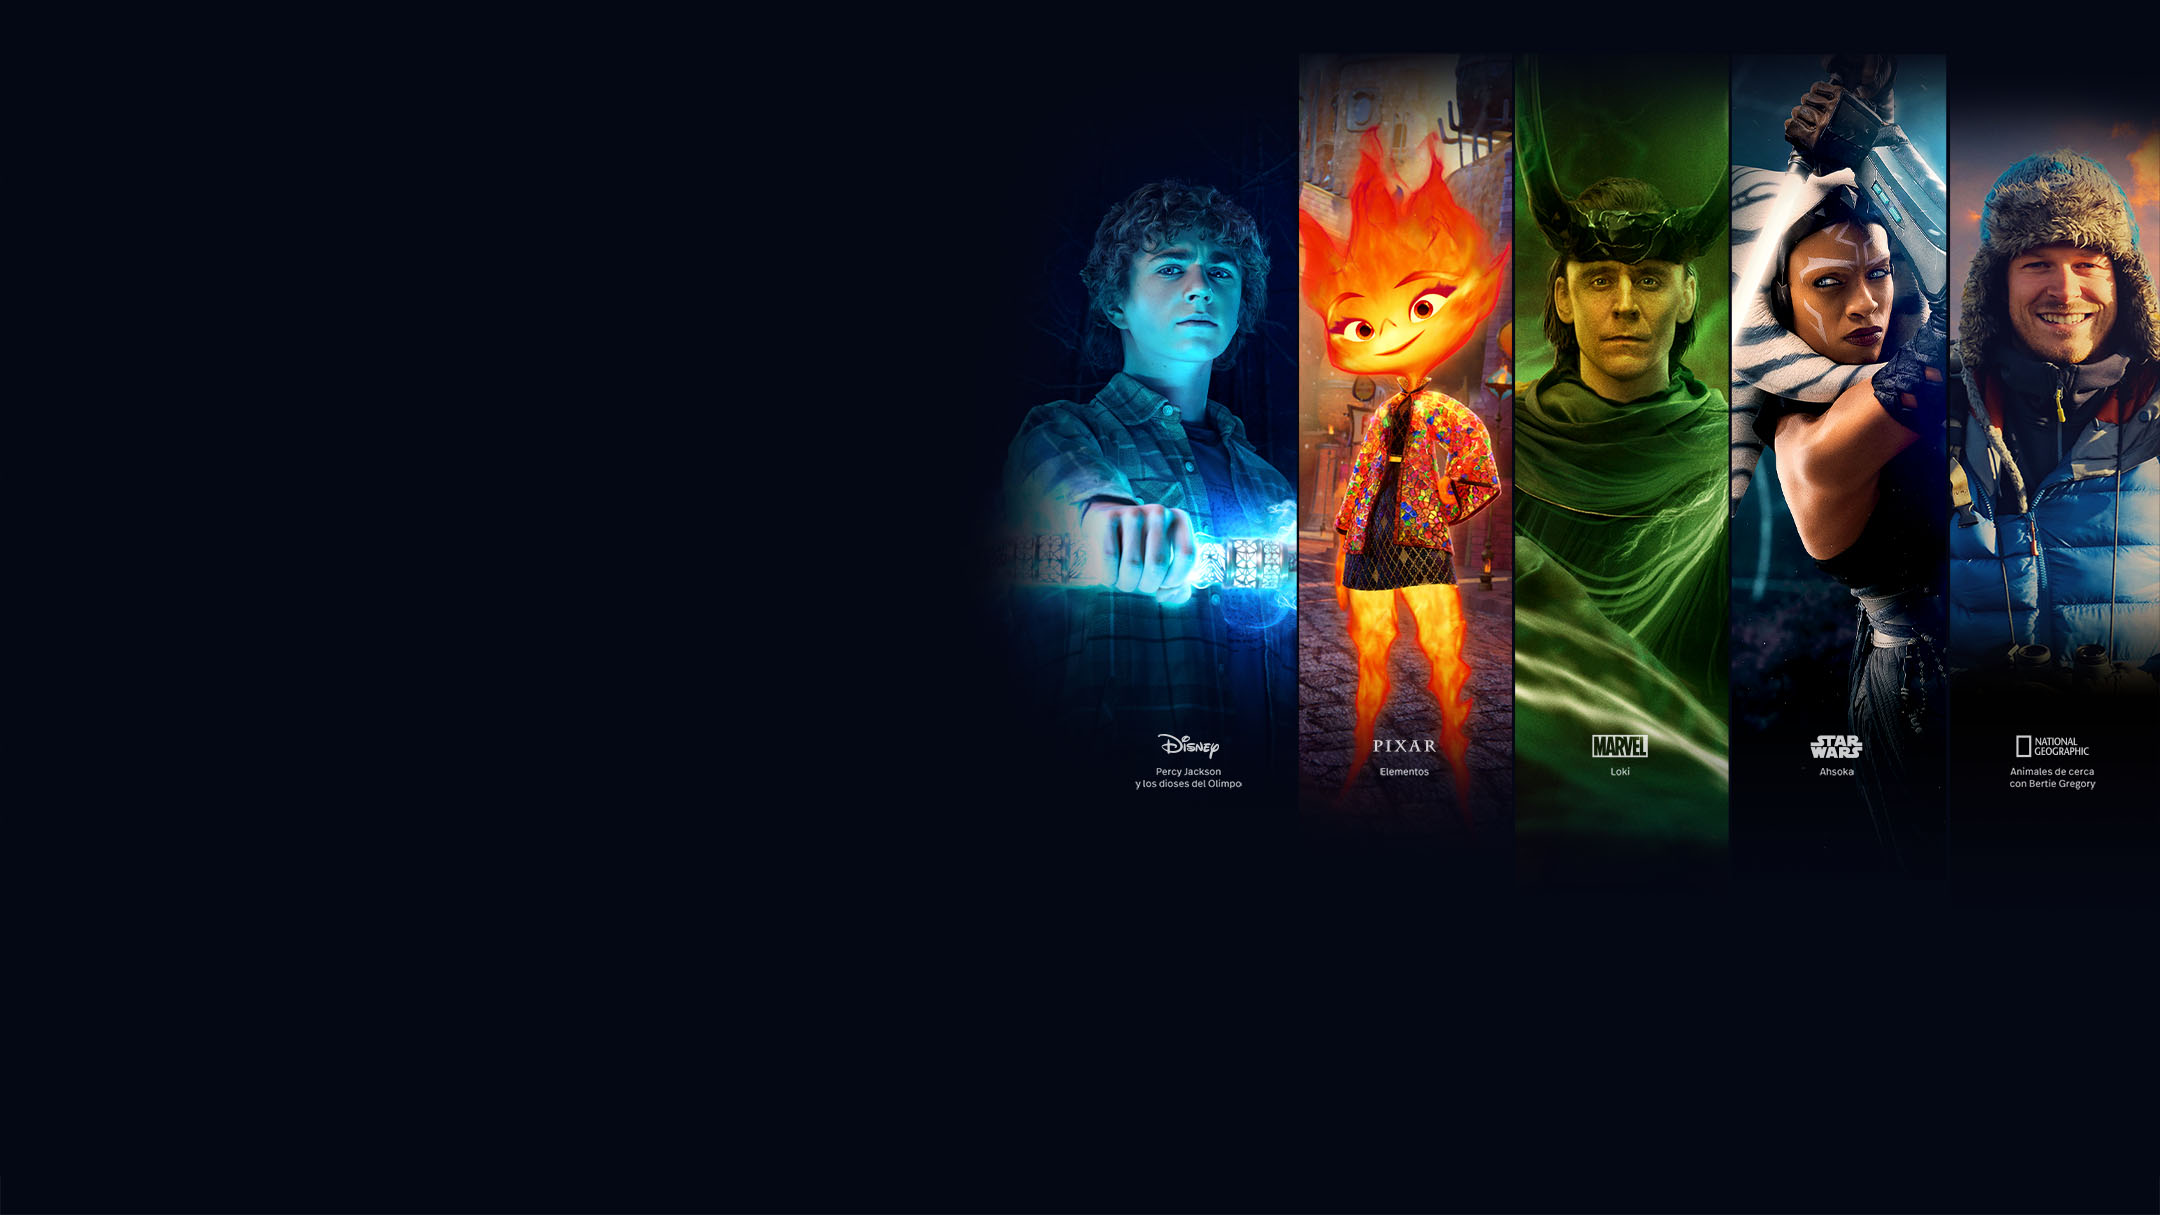 Disney
Percy Jackson
y los dioses del Olimpo
PIXAR
Elementos
MARVEL
Loki
STAR
WARS
Ahsoka
NATIONAL
GEOGRAPHIC
Animales de cerca
con Bertie Gregory